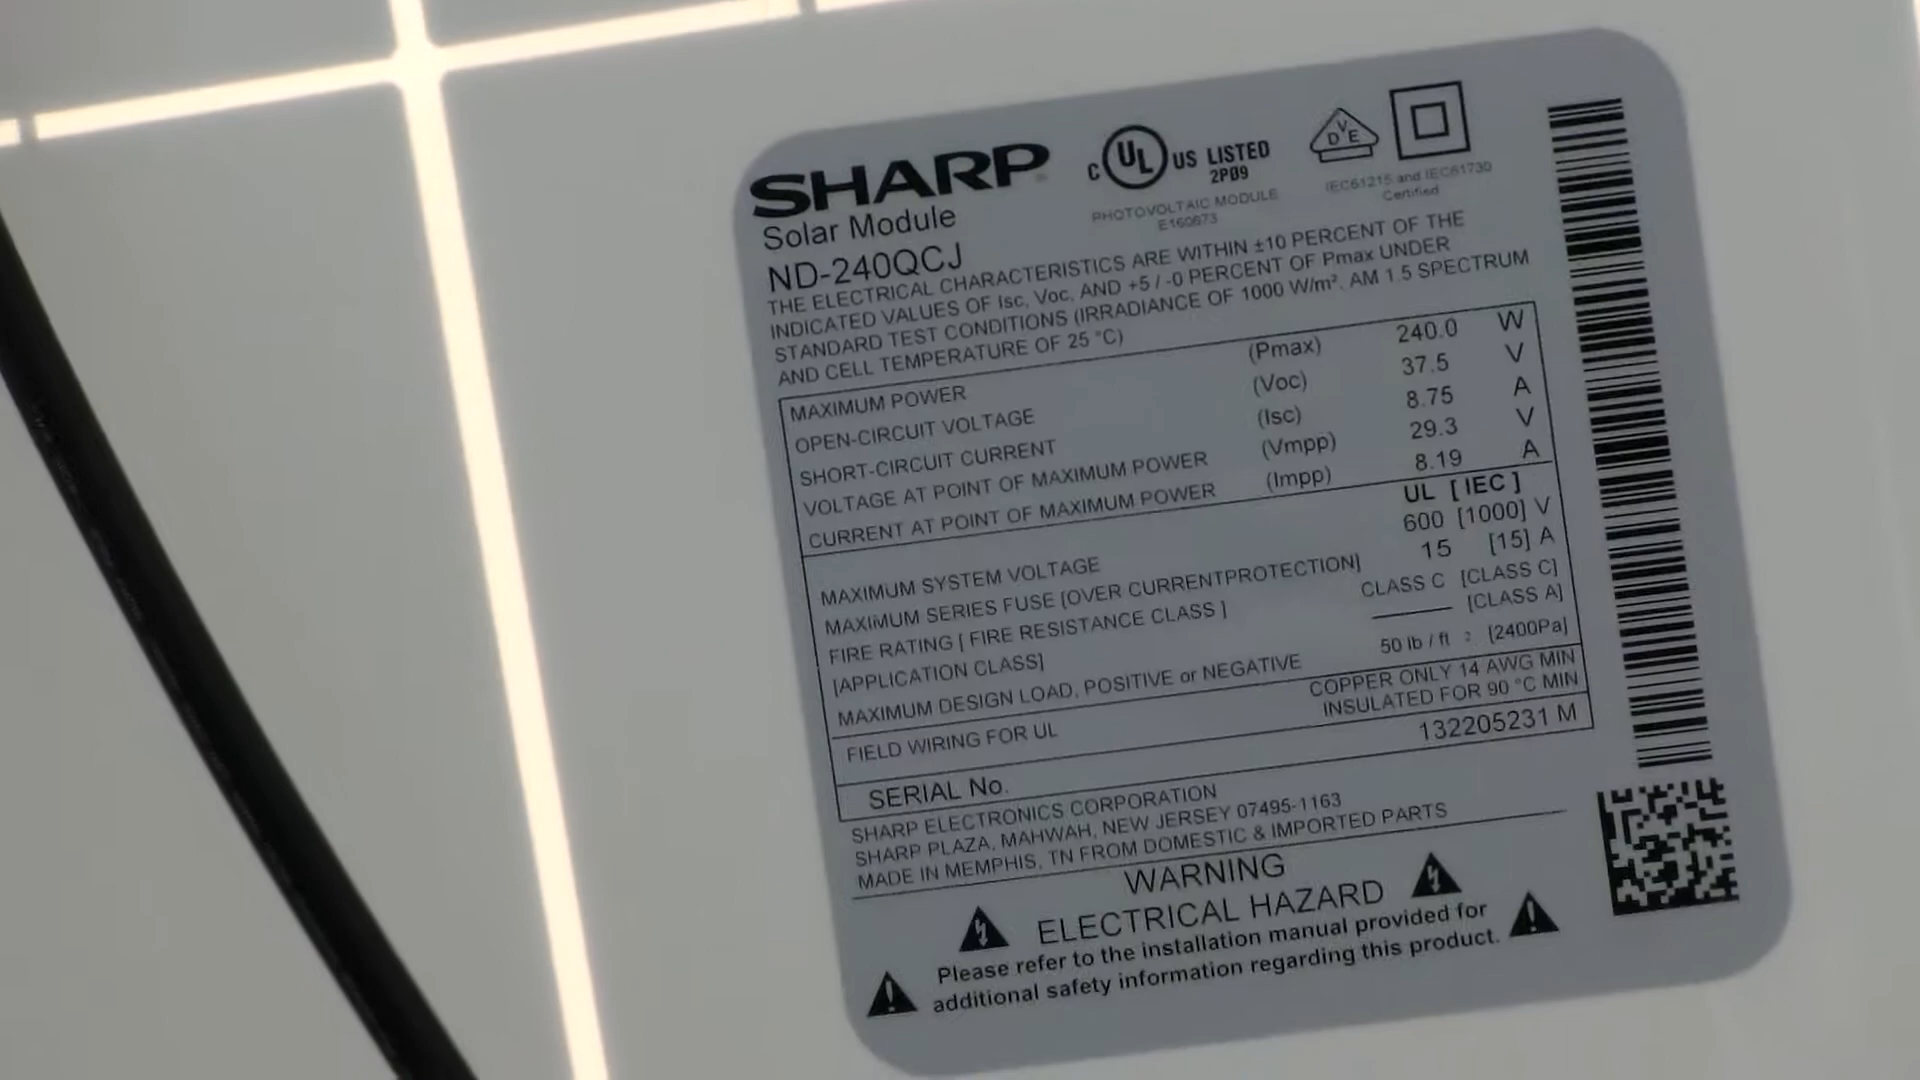 SHARP
Solar Module
ND-240QCJ
C UL US LISTED
2P09
PHOTOVOLTAIC MODULE
E160673
DVE
IEC61215 and IEC61730
Certified
THE ELECTRICAL CHARACTERISTICS ARE WITHIN ±10 PERCENT OF THE
INDICATED VALUES OF Isc, Voc, AND +5 / -0 PERCENT OF Pmax UNDER
STANDARD TEST CONDITIONS (IRRADIANCE OF 1000 W/m², AM 1.5 SPECTRUM
AND CELL TEMPERATURE OF 25 °C)
MAXIMUM POWER (Pmax) 240.0 W
OPEN-CIRCUIT VOLTAGE (Voc) 37.5 V
SHORT-CIRCUIT CURRENT (Isc) 8.75 A
VOLTAGE AT POINT OF MAXIMUM POWER (Vmpp) 29.3 V
CURRENT AT POINT OF MAXIMUM POWER (Impp) 8.19 A
UL [ IEC ]
MAXIMUM SYSTEM VOLTAGE 600 [1000] V
MAXIMUM SERIES FUSE [OVER CURRENTPROTECTION] 15 [15] A
FIRE RATING [ FIRE RESISTANCE CLASS ] CLASS C [CLASS C]
[APPLICATION CLASS] [CLASS A]
MAXIMUM DESIGN LOAD, POSITIVE or NEGATIVE 50 lb / ft ² [2400Pa]
FIELD WIRING FOR UL COPPER ONLY 14 AWG MIN
INSULATED FOR 90 °C MIN
SERIAL No. 132205231 M
SHARP ELECTRONICS CORPORATION
SHARP PLAZA, MAHWAH, NEW JERSEY 07495-1163
MADE IN MEMPHIS, TN FROM DOMESTIC & IMPORTED PARTS
WARNING
ELECTRICAL HAZARD
Please refer to the installation manual provided for
additional safety information regarding this product.